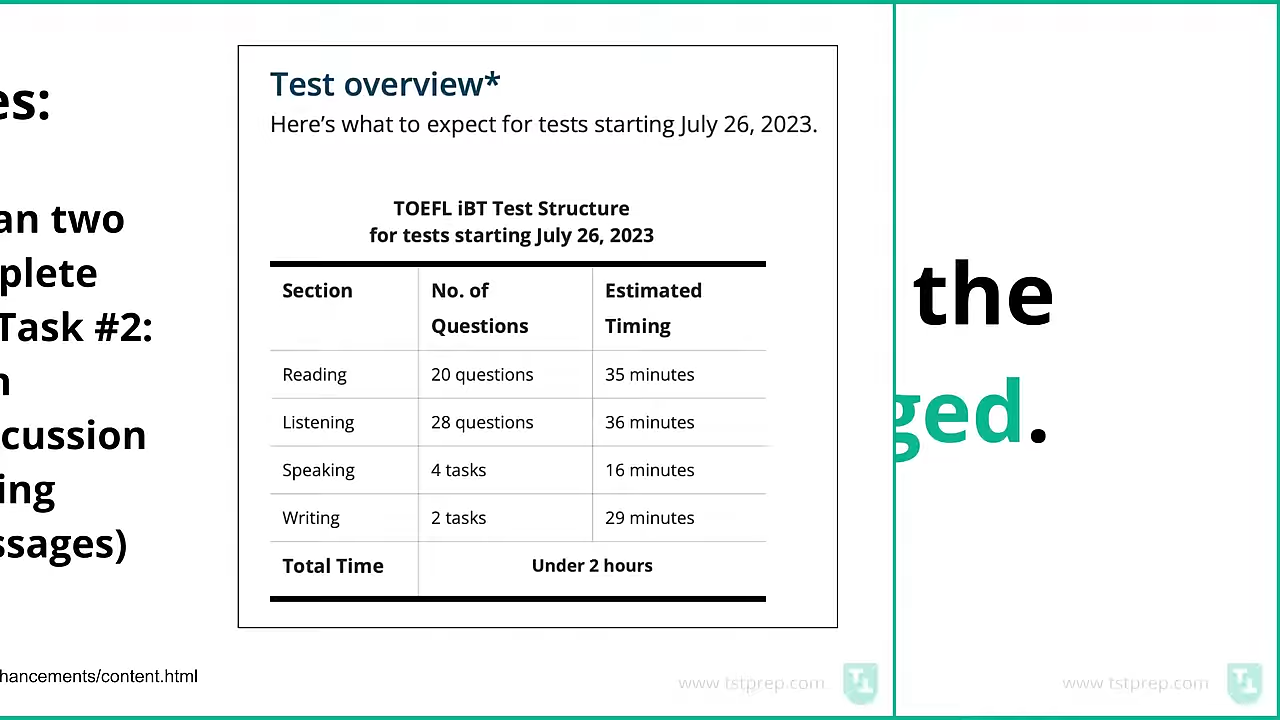 es:
an two
plete
Task #2:
n
cussion
ing
ssages)
hancements/content.html
Test overview*
Here’s what to expect for tests starting July 26, 2023.
TOEFL iBT Test Structure
for tests starting July 26, 2023
Section No. of Questions Estimated Timing
Reading 20 questions 35 minutes
Listening 28 questions 36 minutes
Speaking 4 tasks 16 minutes
Writing 2 tasks 29 minutes
Total Time Under 2 hours
www.tstprep.com
the
ged.
www.tstprep.com